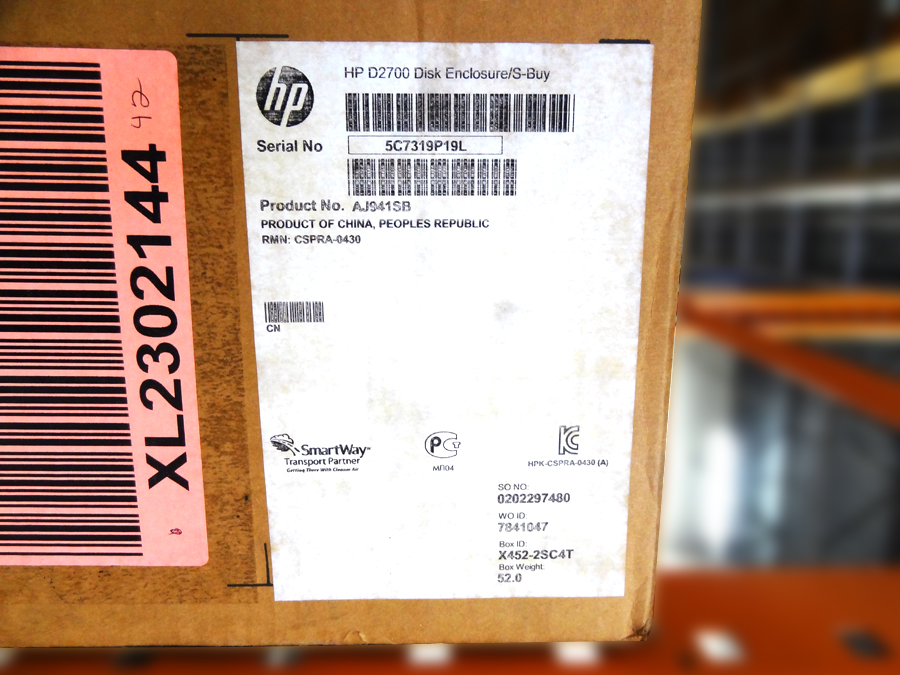 42
XL2302144
hp
HP D2700 Disk Enclosure/S-Buy
Serial No 5C7319P19L
Product No. AJ941SB
PRODUCT OF CHINA, PEOPLES REPUBLIC
RMN: CSPRA-0430
CN
SmartWay™
Transport Partner
Getting There With Cleaner Air
МЛ04
HPK-CSPRA-0430 (A)
SO NO:
0202297480
WO ID:
7841047
Box ID:
X452-2SC4T
Box Weight:
52.0